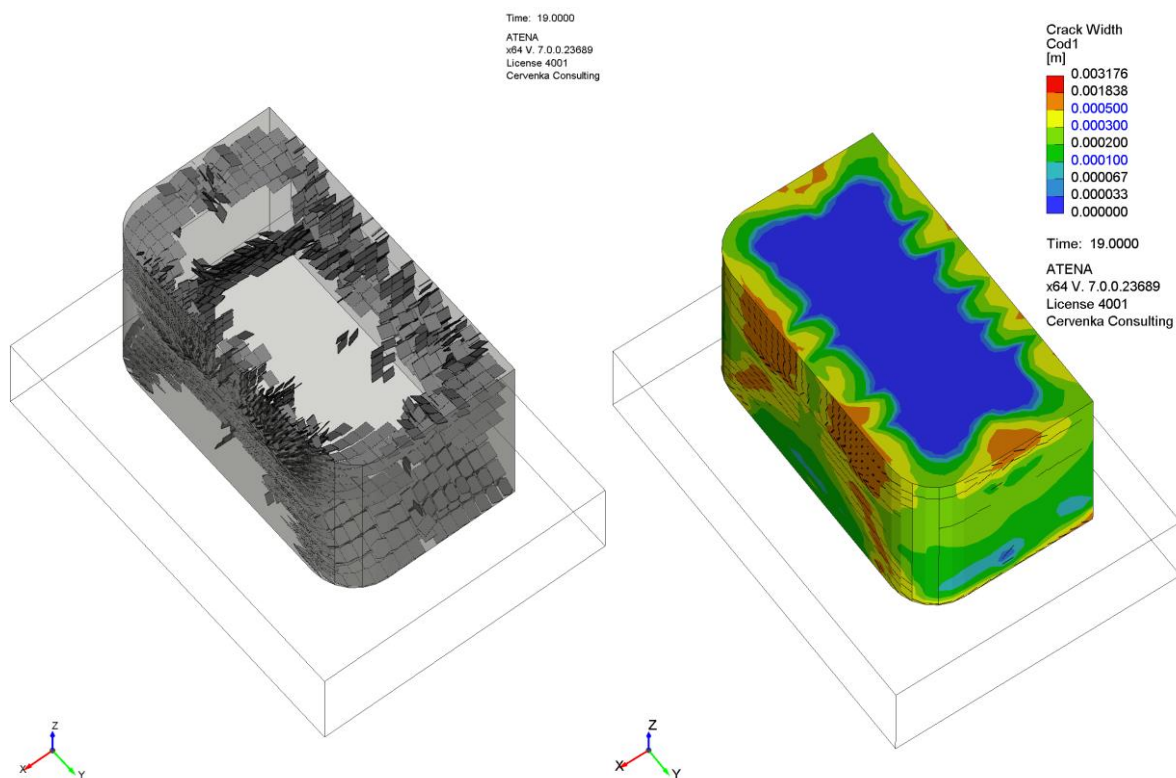 Time: 19.0000
ATENA
x64 V. 7.0.0.23689
License 4001
Cervenka Consulting
Z
X
Y
Crack Width
Cod1
[m]
0.003176
0.001838
0.000500
0.000300
0.000200
0.000100
0.000067
0.000033
0.000000
Time: 19.0000
ATENA
x64 V. 7.0.0.23689
License 4001
Cervenka Consulting
Z
X
Y